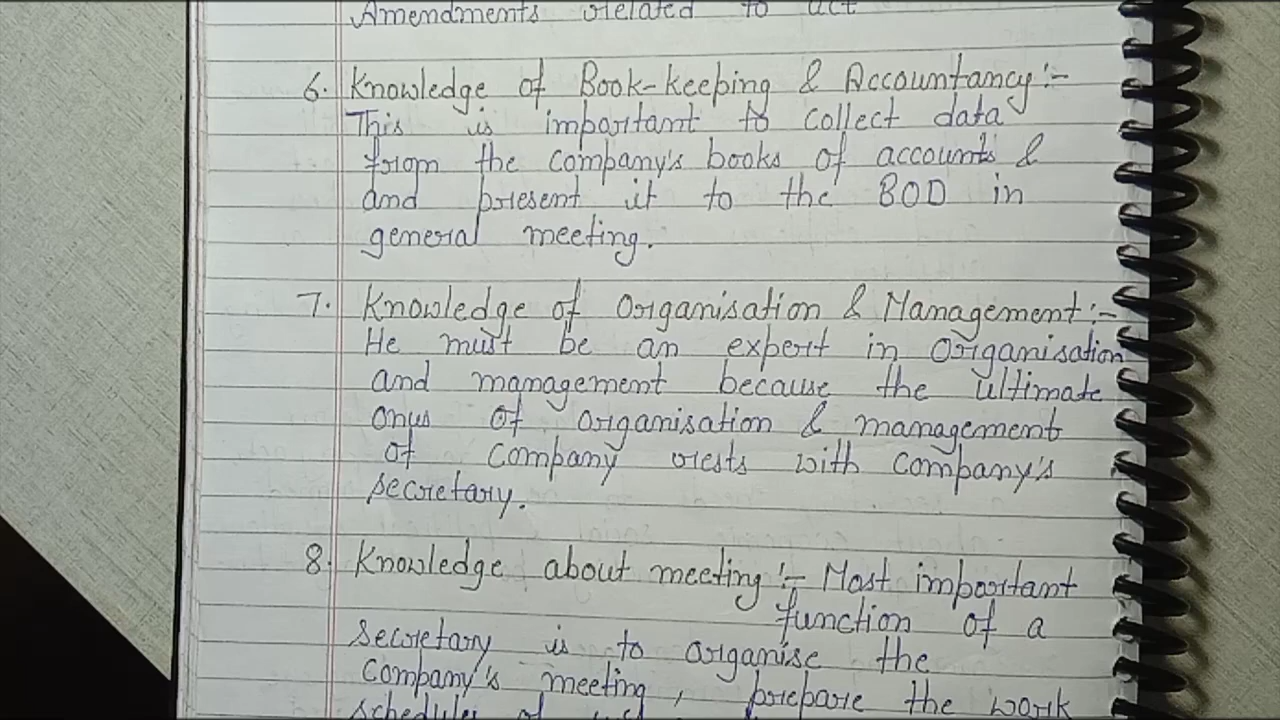 Amendments related to act
6. Knowledge of Book-keeping & Accountancy:-
This is important to collect data
from the company's books of accounts &
and present it to the BOD in
general meeting.
7. Knowledge of Organisation & Management:-
He must be an expert in Organisation
and management because the ultimate
onus of organisation & management
of company rests with company's
secretary.
8. Knowledge about meeting:- Most important
function of a
secretary is to organise the
company's meeting, prepare the work
schedules of